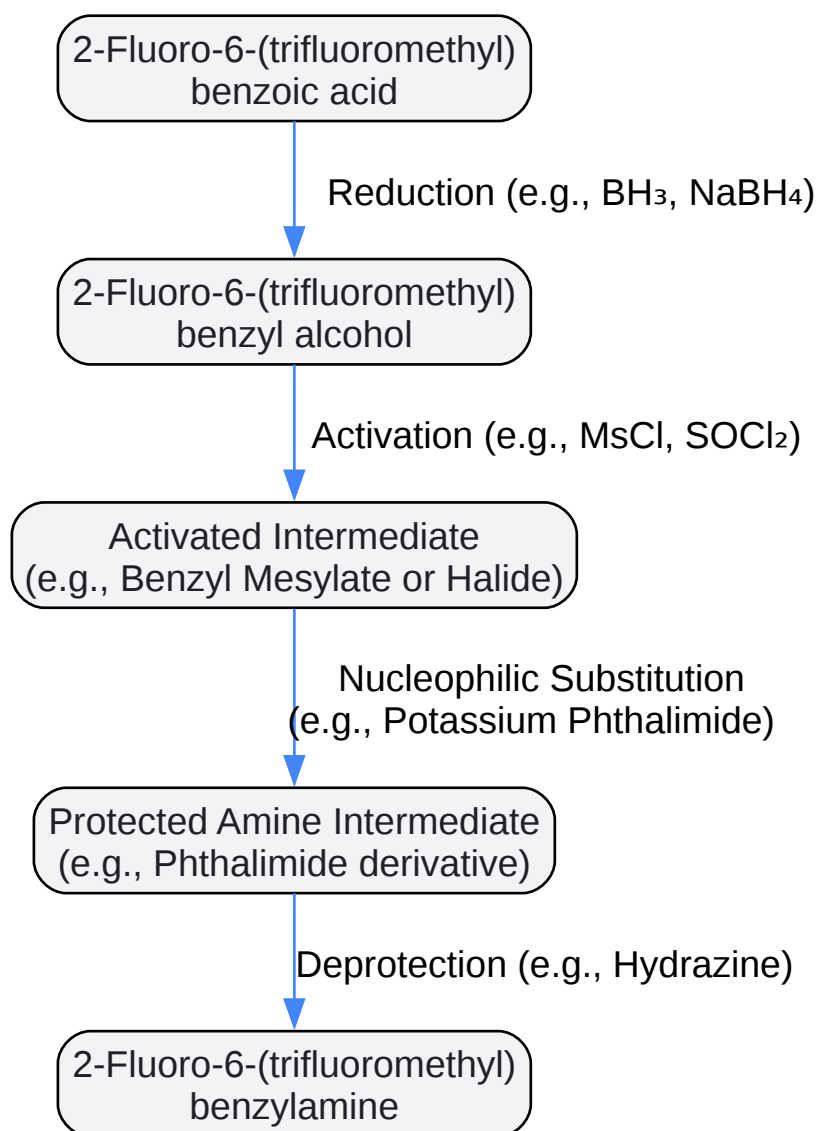 2-Fluoro-6-(trifluoromethyl)
benzoic acid
Reduction (e.g., BH₃, NaBH₄)
2-Fluoro-6-(trifluoromethyl)
benzyl alcohol
Activation (e.g., MsCl, SOCl₂)
Activated Intermediate
(e.g., Benzyl Mesylate or Halide)
Nucleophilic Substitution
(e.g., Potassium Phthalimide)
Protected Amine Intermediate
(e.g., Phthalimide derivative)
Deprotection (e.g., Hydrazine)
2-Fluoro-6-(trifluoromethyl)
benzylamine